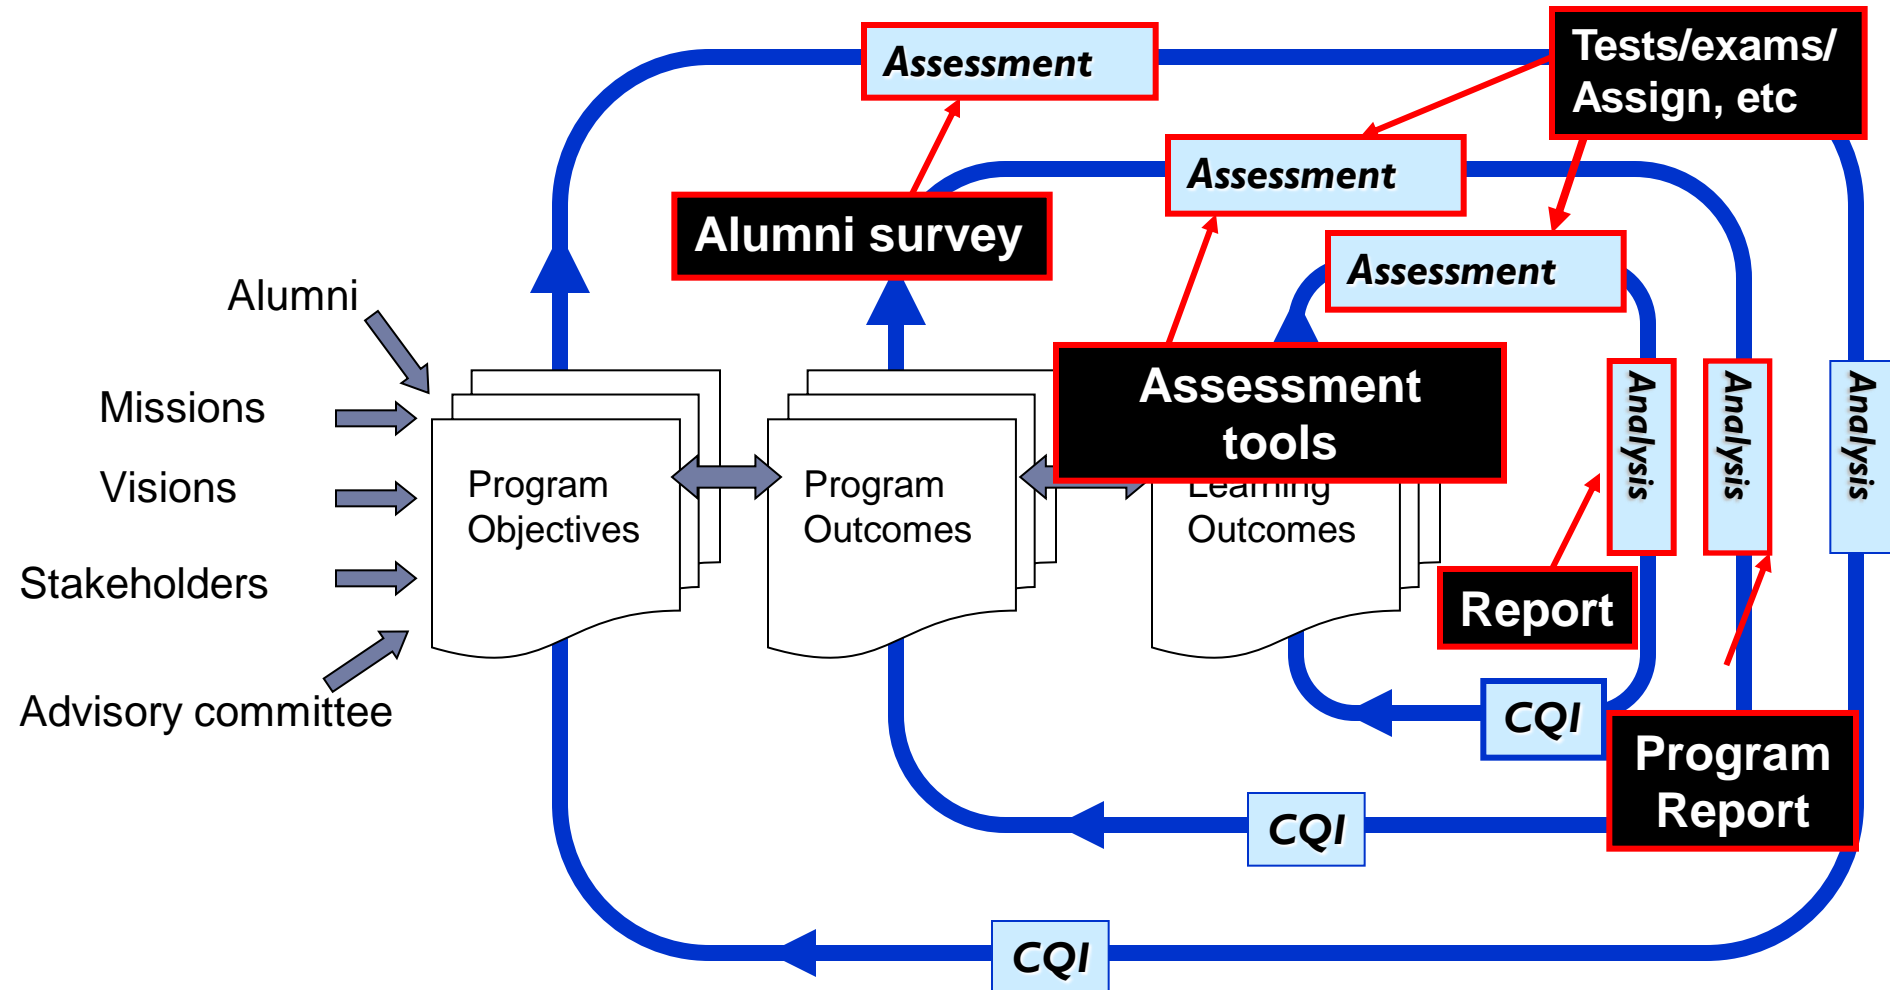 Tests/exams/
Assign, etc
Assessment
Assessment
Alumni survey
Assessment
Alumni
Missions
Visions
Stakeholders
Advisory committee
Program
Objectives
Program
Outcomes
Assessment
tools
Learning
Outcomes
Analysis
Analysis
Analysis
Report
CQI
Program
Report
CQI
CQI